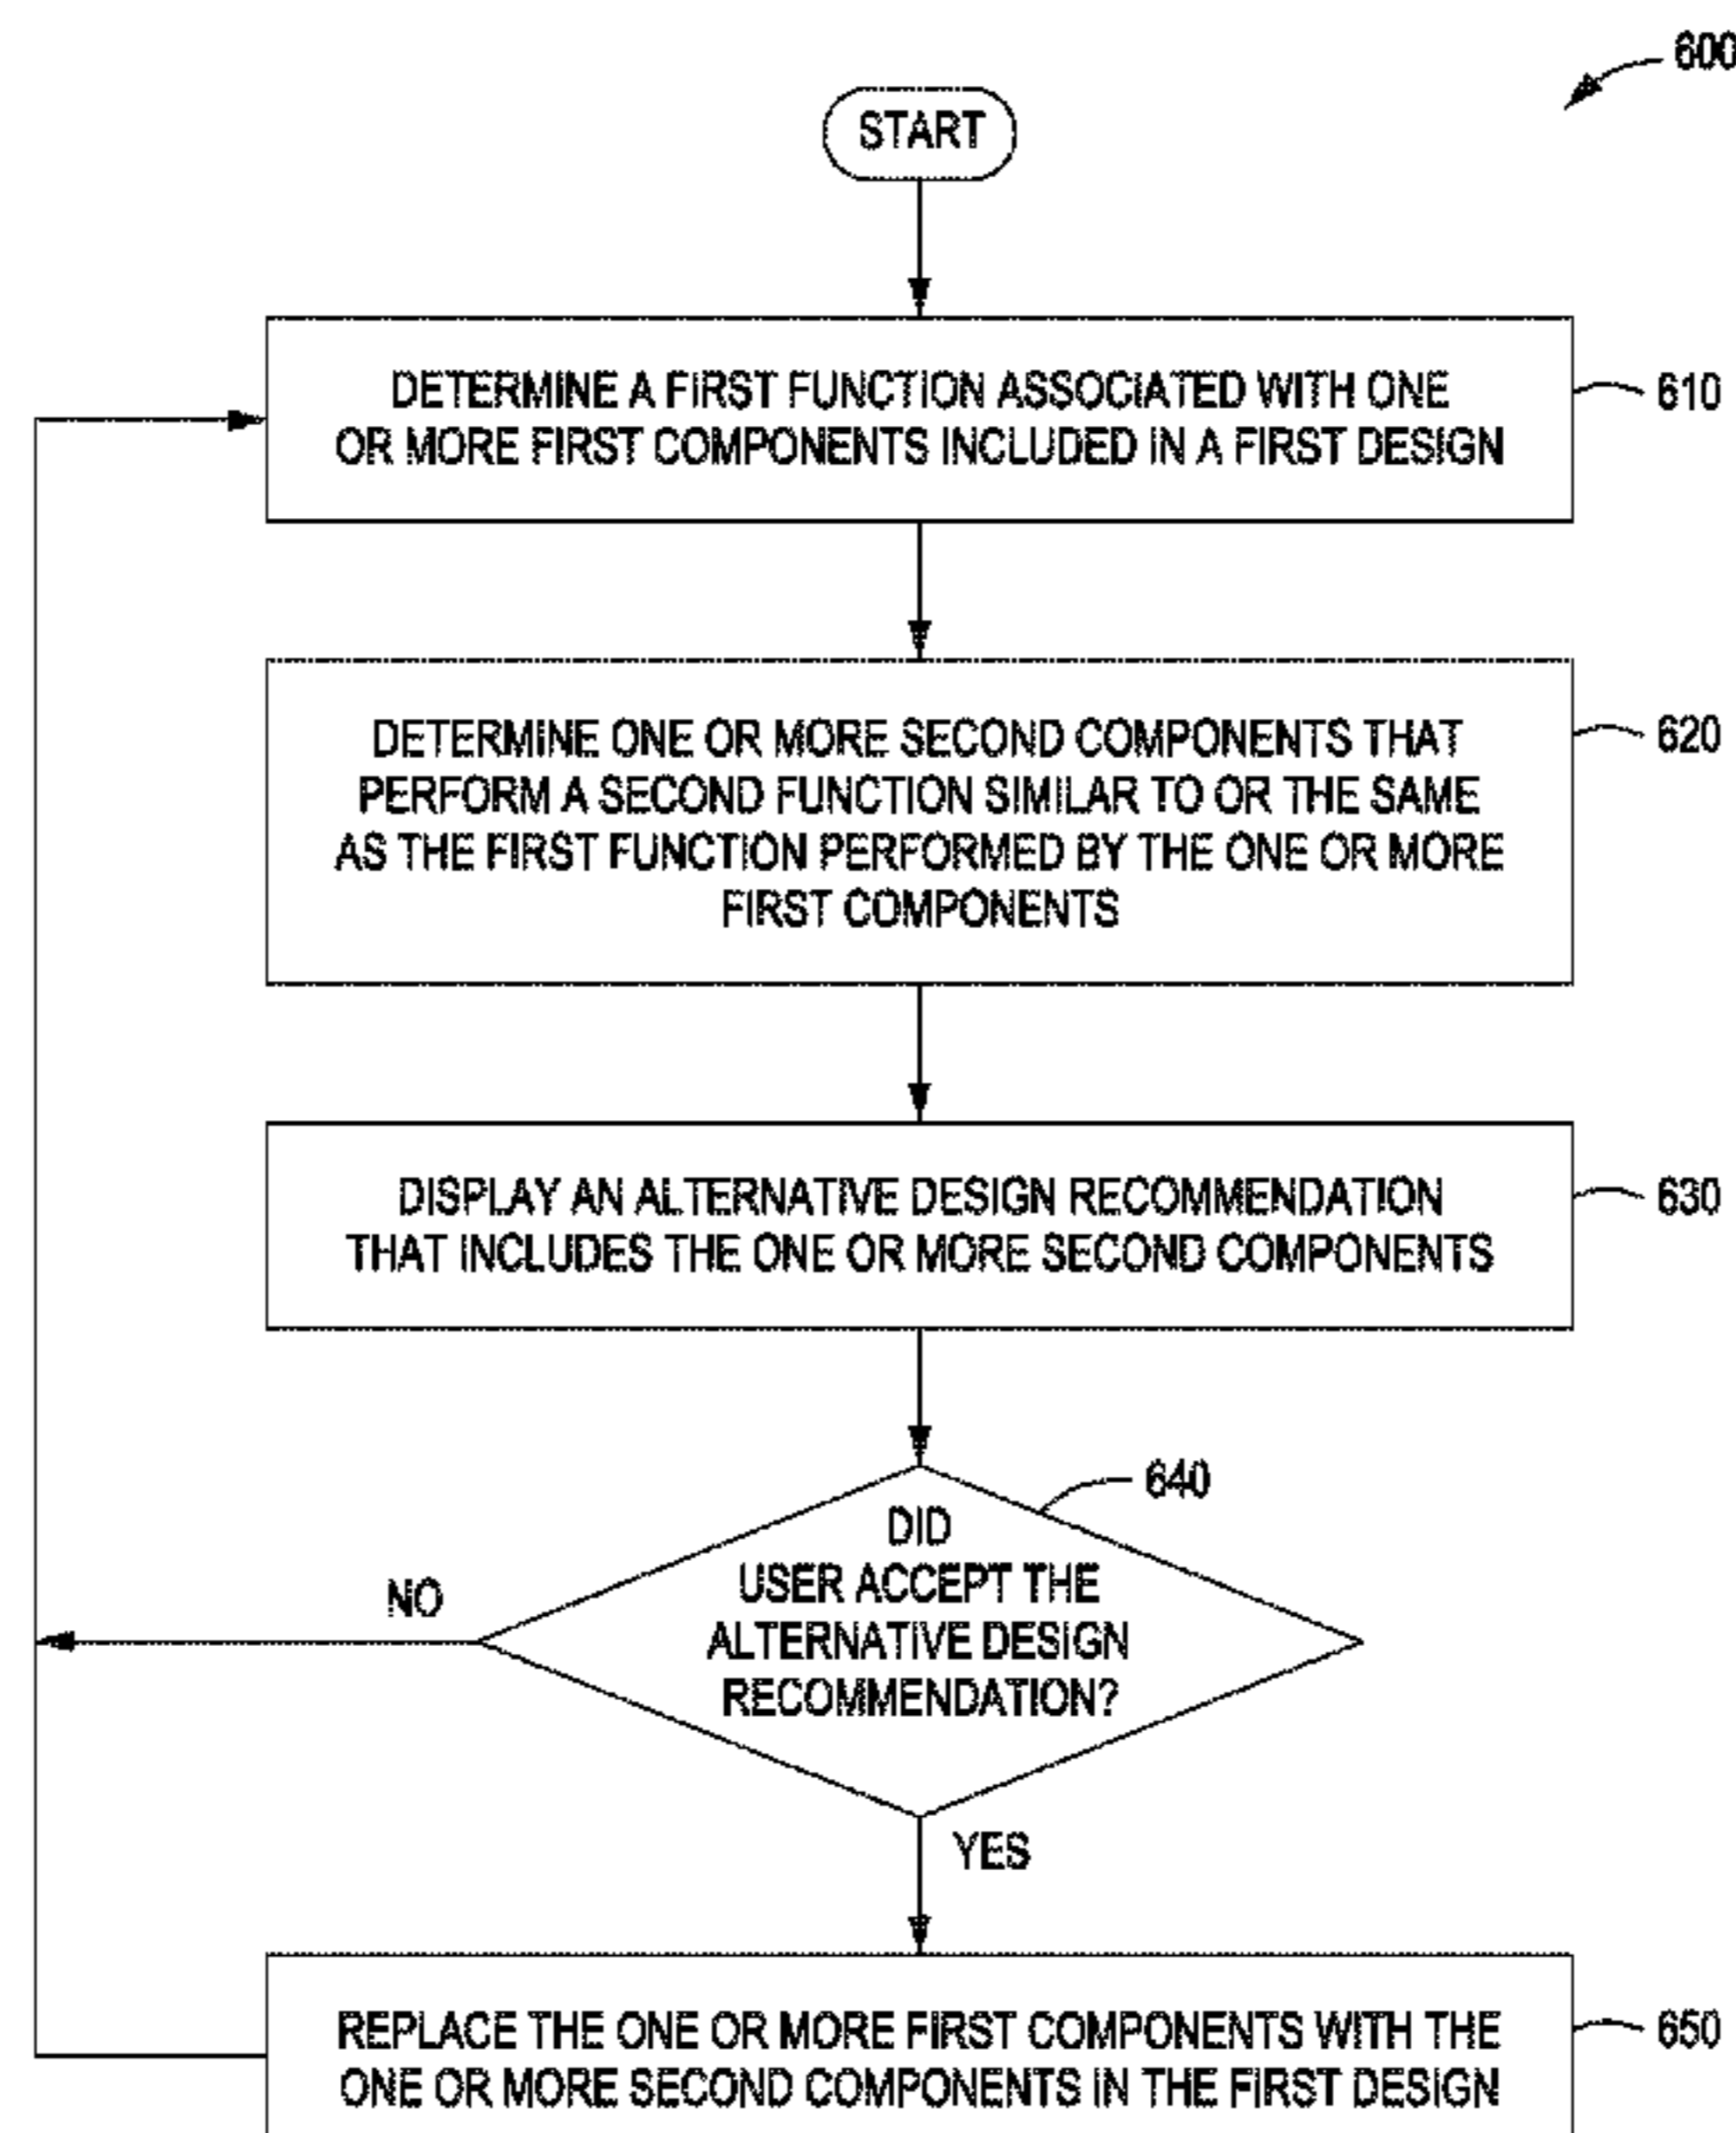 600
START
DETERMINE A FIRST FUNCTION ASSOCIATED WITH ONE
OR MORE FIRST COMPONENTS INCLUDED IN A FIRST DESIGN
610
DETERMINE ONE OR MORE SECOND COMPONENTS THAT
PERFORM A SECOND FUNCTION SIMILAR TO OR THE SAME
AS THE FIRST FUNCTION PERFORMED BY THE ONE OR MORE
FIRST COMPONENTS
620
DISPLAY AN ALTERNATIVE DESIGN RECOMMENDATION
THAT INCLUDES THE ONE OR MORE SECOND COMPONENTS
630
640
DID
USER ACCEPT THE
ALTERNATIVE DESIGN
RECOMMENDATION?
NO
YES
REPLACE THE ONE OR MORE FIRST COMPONENTS WITH THE
ONE OR MORE SECOND COMPONENTS IN THE FIRST DESIGN
650